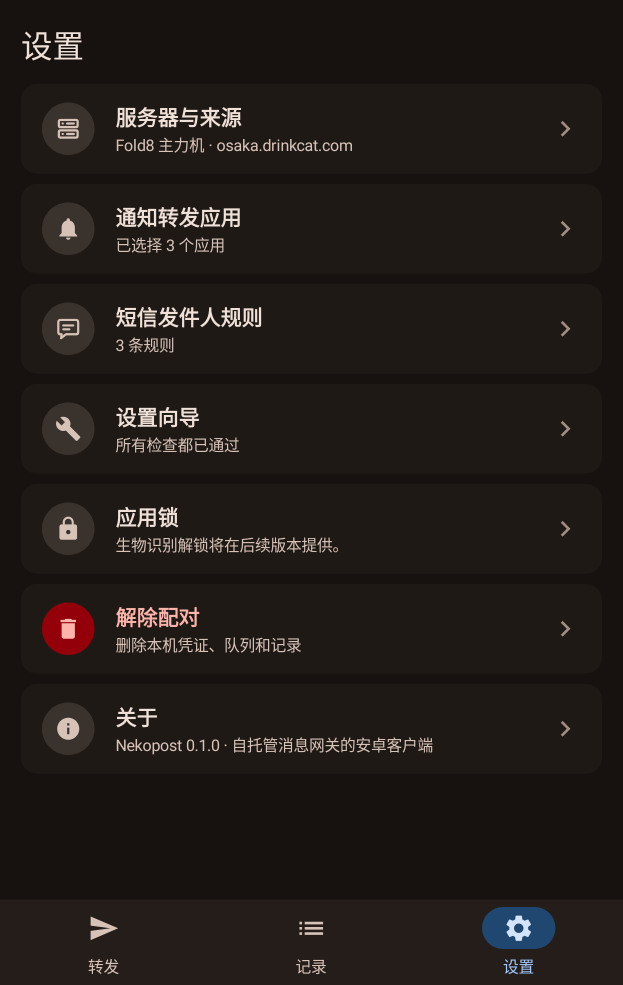 设置
服务器与来源
Fold8 主力机 · osaka.drinkcat.com
通知转发应用
已选择 3 个应用
短信发件人规则
3 条规则
设置向导
所有检查都已通过
应用锁
生物识别解锁将在后续版本提供。
解除配对
删除本机凭证、队列和记录
关于
Nekopost 0.1.0 · 自托管消息网关的安卓客户端
转发
记录
设置